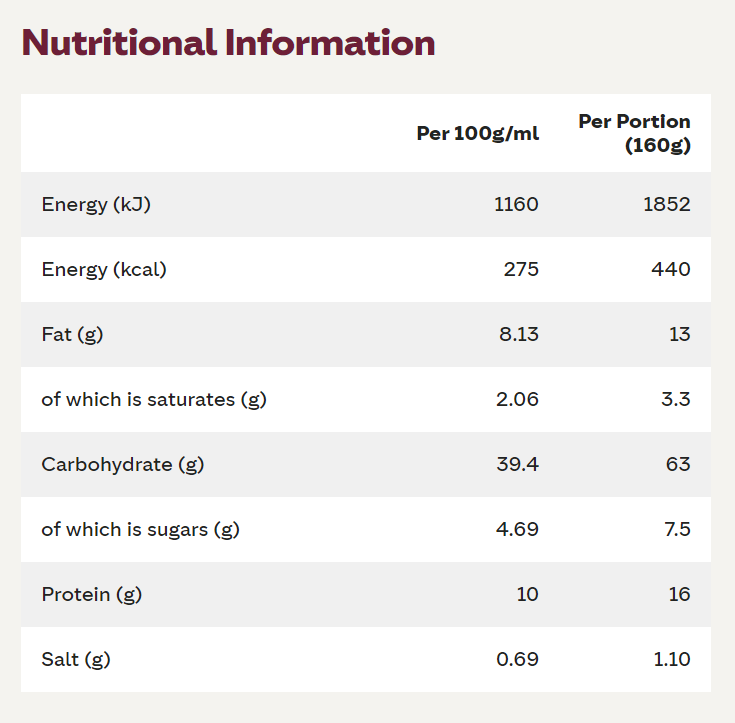 Nutritional Information
Per 100g/ml Per Portion (160g)
Energy (kJ) 1160 1852
Energy (kcal) 275 440
Fat (g) 8.13 13
of which is saturates (g) 2.06 3.3
Carbohydrate (g) 39.4 63
of which is sugars (g) 4.69 7.5
Protein (g) 10 16
Salt (g) 0.69 1.10